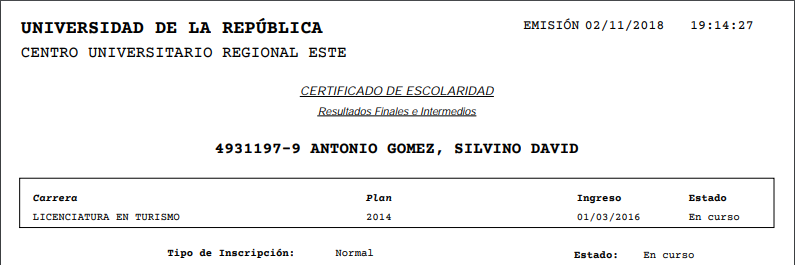 UNIVERSIDAD DE LA REPÚBLICA EMISIÓN 02/11/2018 19:14:27
CENTRO UNIVERSITARIO REGIONAL ESTE
CERTIFICADO DE ESCOLARIDAD
Resultados Finales e Intermedios
4931197-9 ANTONIO GOMEZ, SILVINO DAVID
Carrera Plan Ingreso Estado
LICENCIATURA EN TURISMO 2014 01/03/2016 En curso
Tipo de Inscripción: Normal Estado: En curso